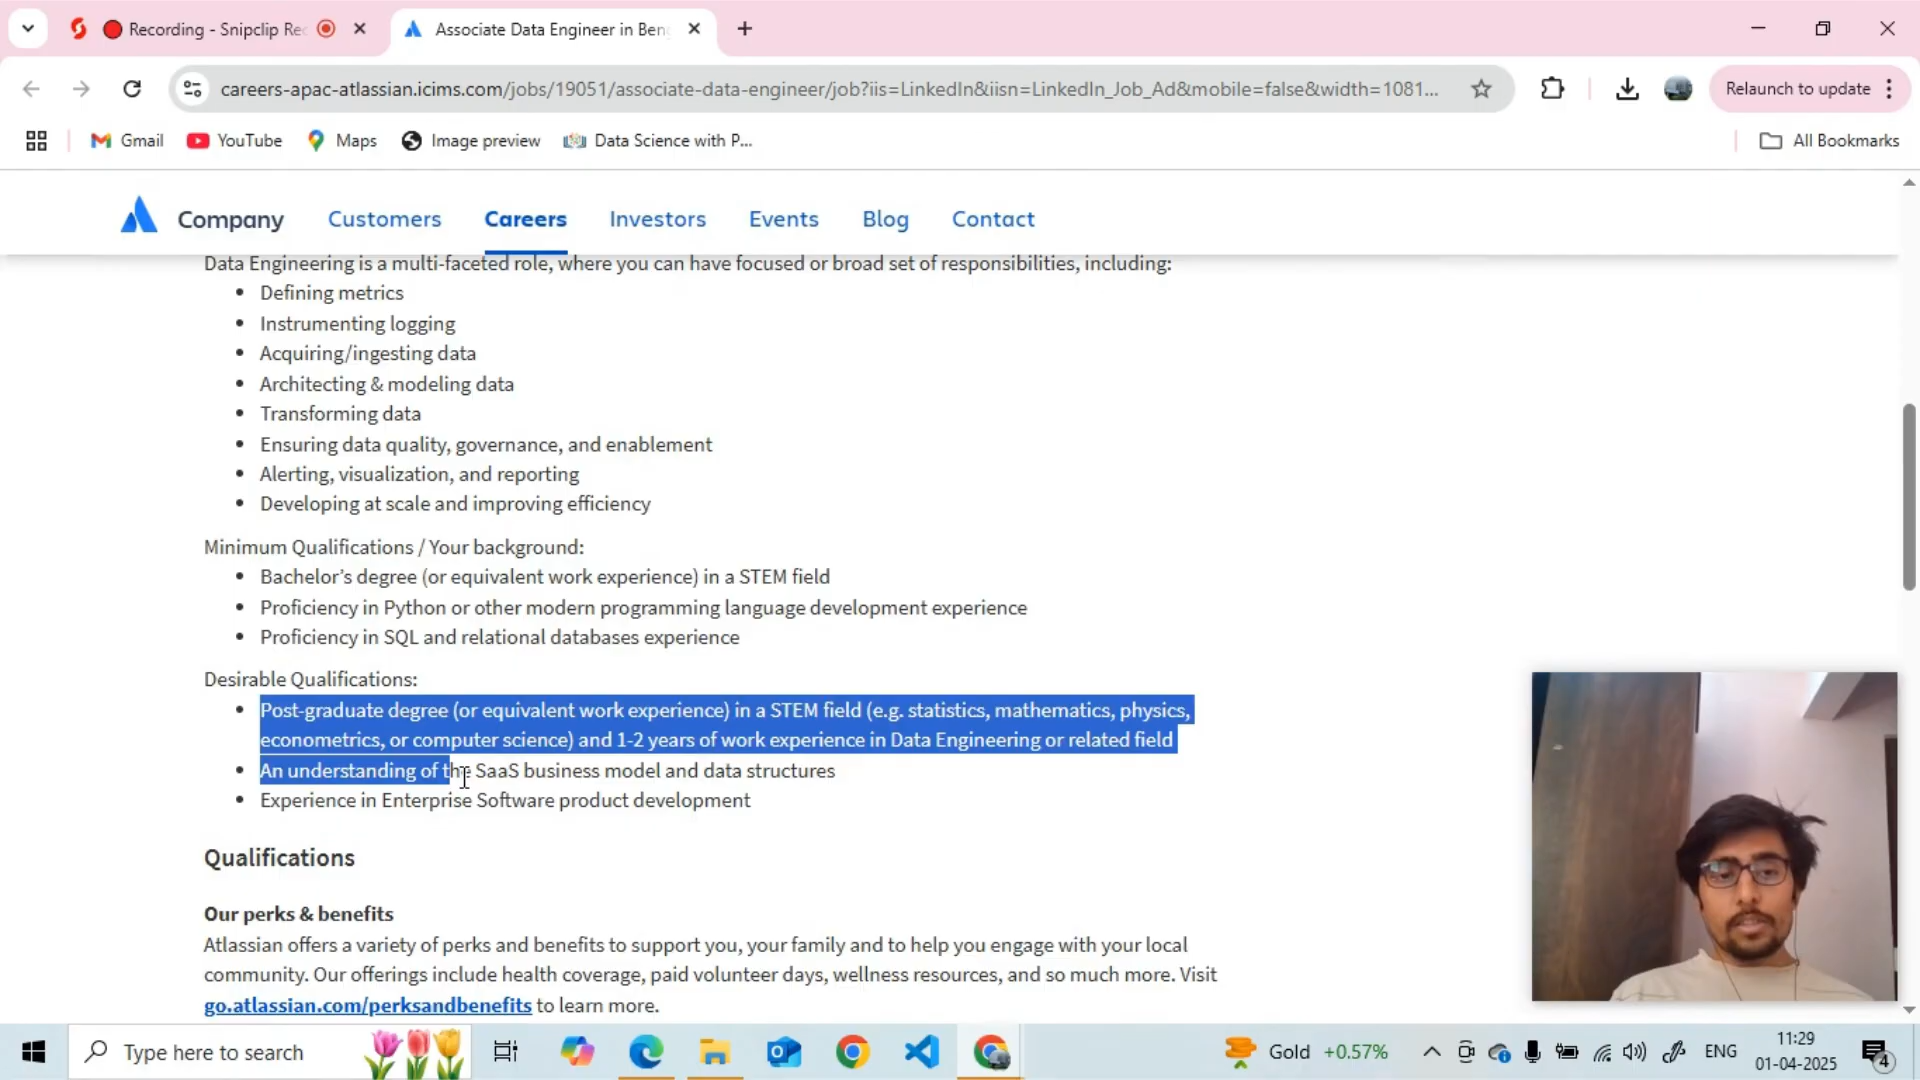 Recording - Snipclip Rec
Associate Data Engineer in Ben
careers-apac-atlassian.icims.com/jobs/19051/associate-data-engineer/job?iis=LinkedIn&iisn=LinkedIn_Job_Ad&mobile=false&width=1081...
Relaunch to update
Gmail
YouTube
Maps
Image preview
Data Science with P...
All Bookmarks
Company
Customers
Careers
Investors
Events
Blog
Contact
Data Engineering is a multi-faceted role, where you can have focused or broad set of responsibilities, including:
• Defining metrics
• Instrumenting logging
• Acquiring/ingesting data
• Architecting & modeling data
• Transforming data
• Ensuring data quality, governance, and enablement
• Alerting, visualization, and reporting
• Developing at scale and improving efficiency
Minimum Qualifications / Your background:
• Bachelor’s degree (or equivalent work experience) in a STEM field
• Proficiency in Python or other modern programming language development experience
• Proficiency in SQL and relational databases experience
Desirable Qualifications:
• Post-graduate degree (or equivalent work experience) in a STEM field (e.g. statistics, mathematics, physics,
econometrics, or computer science) and 1-2 years of work experience in Data Engineering or related field
• An understanding of the SaaS business model and data structures
• Experience in Enterprise Software product development
Qualifications
Our perks & benefits
Atlassian offers a variety of perks and benefits to support you, your family and to help you engage with your local
community. Our offerings include health coverage, paid volunteer days, wellness resources, and so much more. Visit
go.atlassian.com/perksandbenefits to learn more.
Type here to search
Gold +0.57%
ENG
11:29
01-04-2025
4